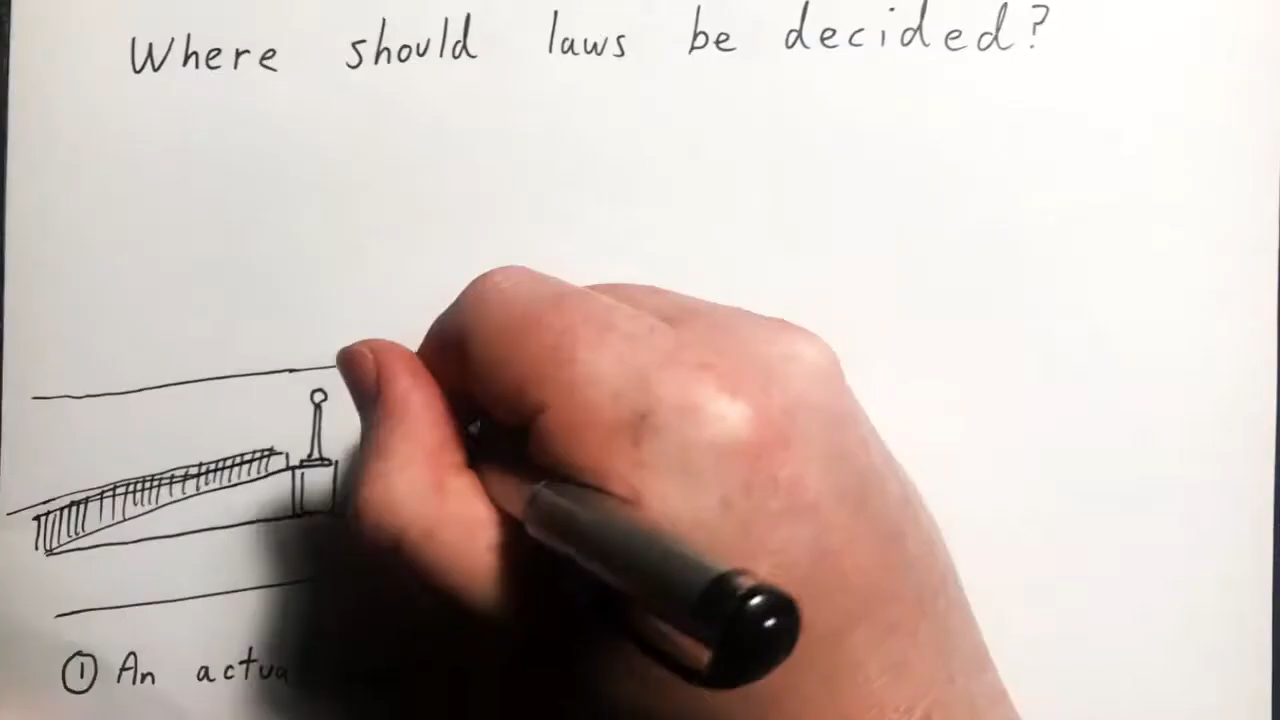 Where should laws be decided?
① An actua